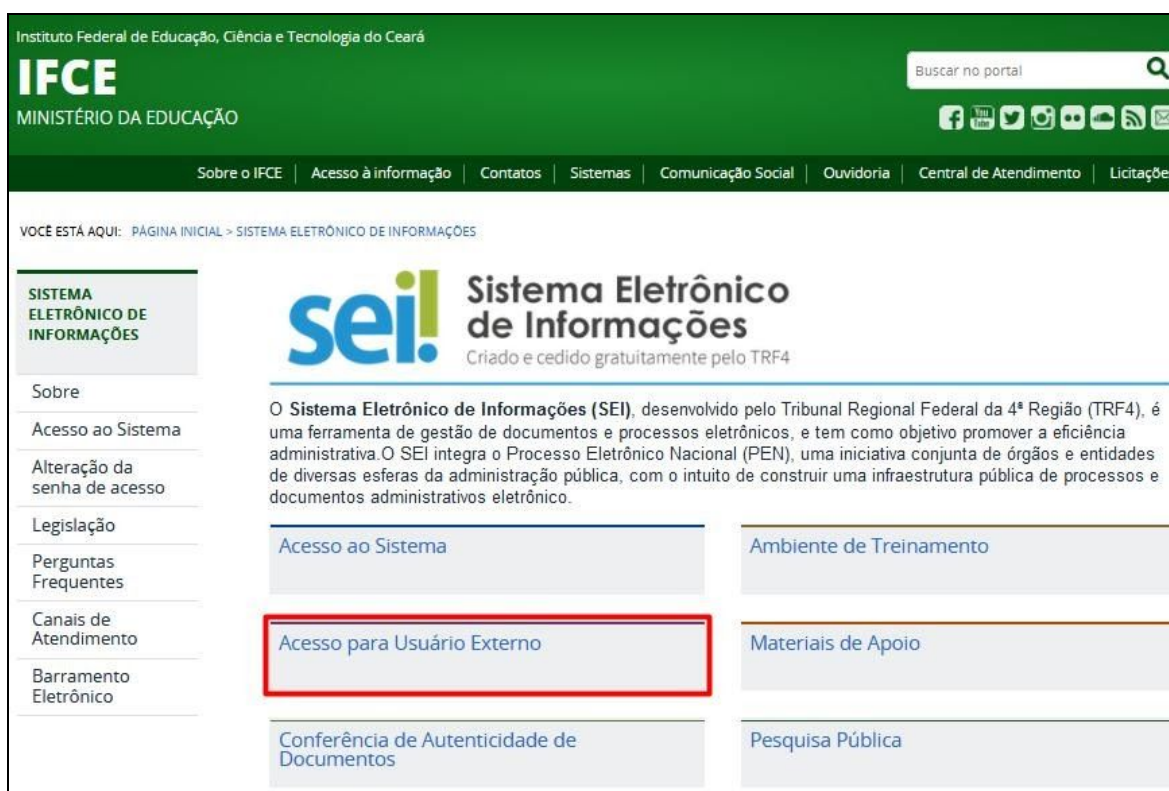 Instituto Federal de Educação, Ciência e Tecnologia do Ceará
IFCE
MINISTÉRIO DA EDUCAÇÃO
Buscar no portal
You Tube
Sobre o IFCE | Acesso à informação | Contatos | Sistemas | Comunicação Social | Ouvidoria | Central de Atendimento | Licitaçõe
VOCÊ ESTÁ AQUI: PÁGINA INICIAL > SISTEMA ELETRÔNICO DE INFORMAÇÕES
SISTEMA
ELETRÔNICO DE
INFORMAÇÕES
Sobre
Acesso ao Sistema
Alteração da
senha de acesso
Legislação
Perguntas
Frequentes
Canais de
Atendimento
Barramento
Eletrônico
sei!
Sistema Eletrônico
de Informações
Criado e cedido gratuitamente pelo TRF4
O Sistema Eletrônico de Informações (SEI), desenvolvido pelo Tribunal Regional Federal da 4ª Região (TRF4), é
uma ferramenta de gestão de documentos e processos eletrônicos, e tem como objetivo promover a eficiência
administrativa.O SEI integra o Processo Eletrônico Nacional (PEN), uma iniciativa conjunta de órgãos e entidades
de diversas esferas da administração pública, com o intuito de construir uma infraestrutura pública de processos e
documentos administrativos eletrônico.
Acesso ao Sistema
Ambiente de Treinamento
Acesso para Usuário Externo
Materiais de Apoio
Conferência de Autenticidade de
Documentos
Pesquisa Pública